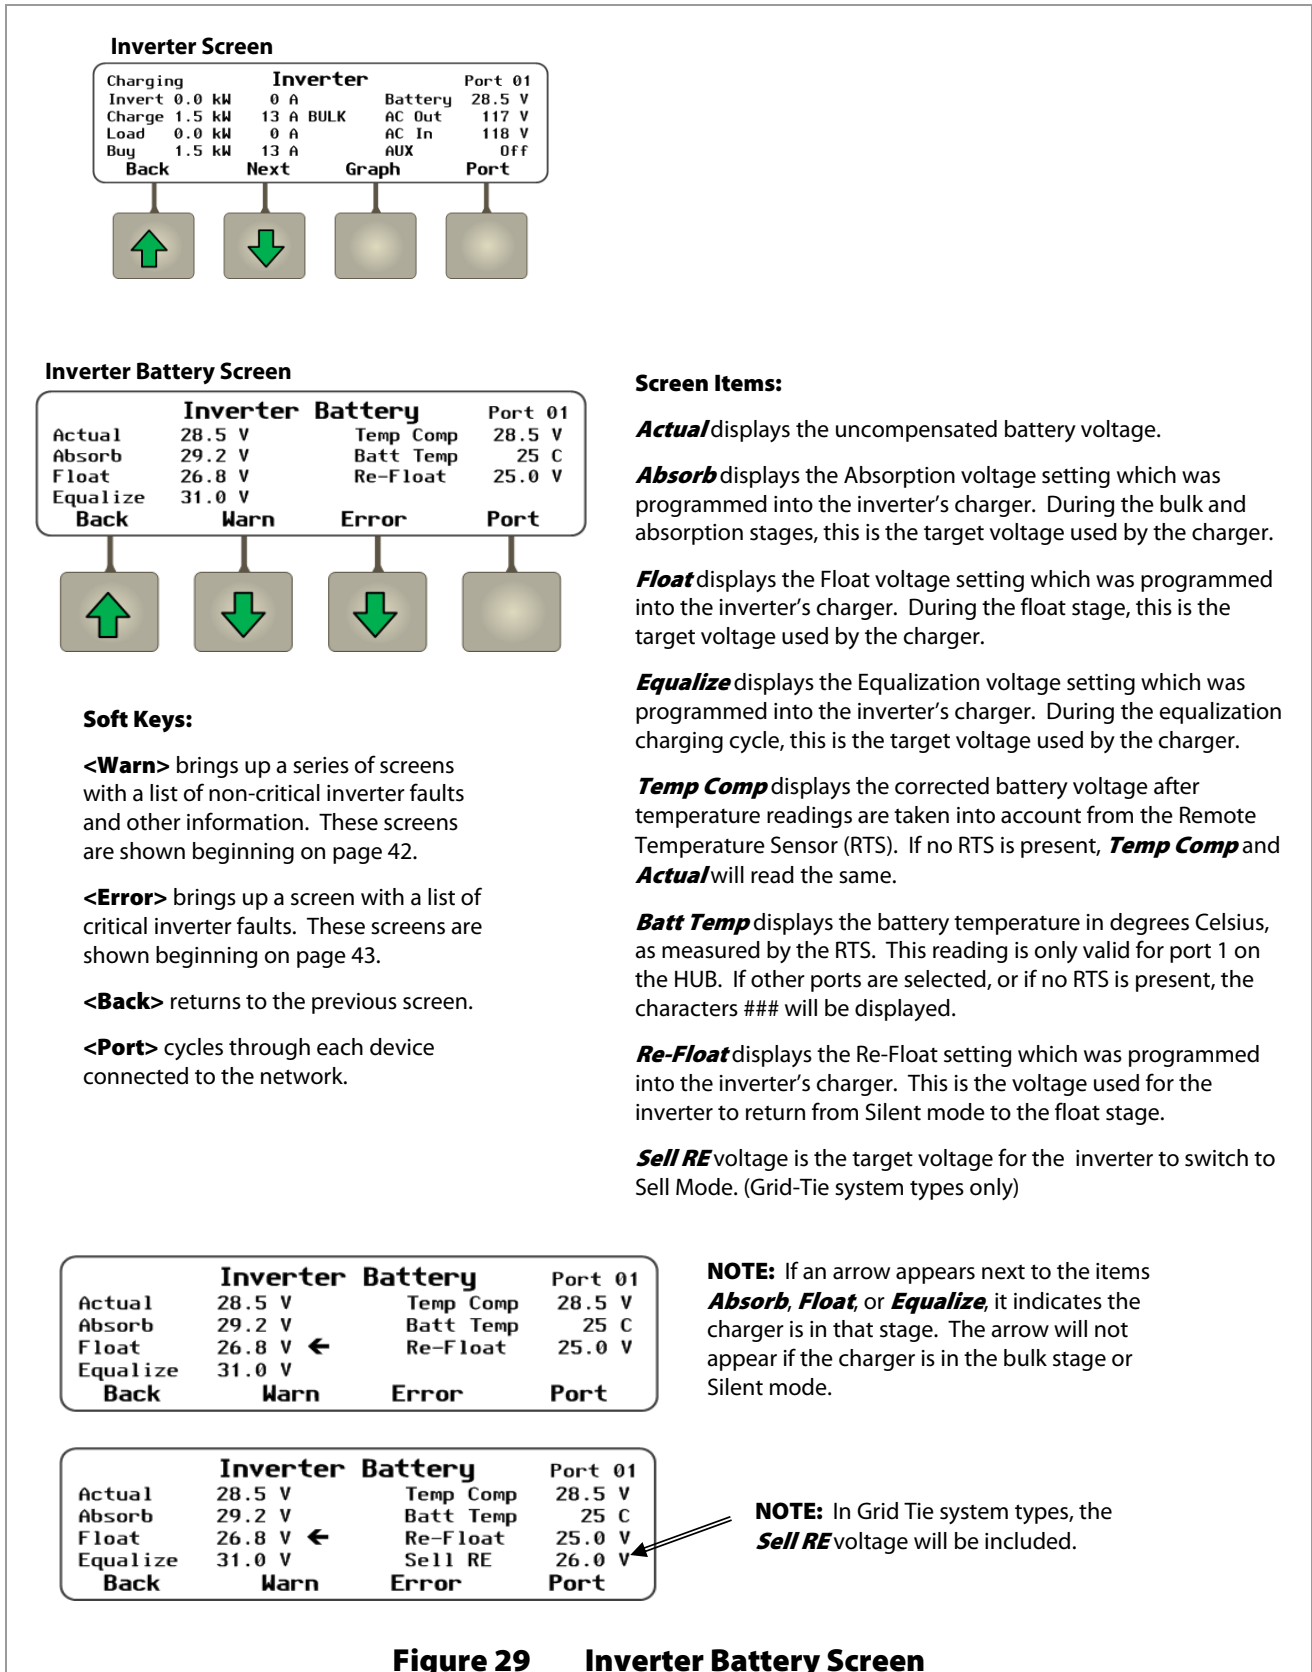 Inverter Screen
Charging Inverter Port 01
Invert 0.0 kW 0 A Battery 28.5 V
Charge 1.5 kW 13 A BULK AC Out 117 V
Load 0.0 kW 0 A AC In 118 V
Buy 1.5 kW 13 A AUX Off
Back Next Graph Port
Inverter Battery Screen
Inverter Battery Port 01
Actual 28.5 V Temp Comp 28.5 V
Absorb 29.2 V Batt Temp 25 C
Float 26.8 V Re-Float 25.0 V
Equalize 31.0 V
Back Warn Error Port
Soft Keys:
<Warn> brings up a series of screens
with a list of non-critical inverter faults
and other information. These screens
are shown beginning on page 42.
<Error> brings up a screen with a list of
critical inverter faults. These screens are
shown beginning on page 43.
<Back> returns to the previous screen.
<Port> cycles through each device
connected to the network.
Screen Items:
Actual displays the uncompensated battery voltage.
Absorb displays the Absorption voltage setting which was
programmed into the inverter’s charger. During the bulk and
absorption stages, this is the target voltage used by the charger.
Float displays the Float voltage setting which was programmed
into the inverter’s charger. During the float stage, this is the
target voltage used by the charger.
Equalize displays the Equalization voltage setting which was
programmed into the inverter’s charger. During the equalization
charging cycle, this is the target voltage used by the charger.
Temp Comp displays the corrected battery voltage after
temperature readings are taken into account from the Remote
Temperature Sensor (RTS). If no RTS is present, Temp Comp and
Actual will read the same.
Batt Temp displays the battery temperature in degrees Celsius,
as measured by the RTS. This reading is only valid for port 1 on
the HUB. If other ports are selected, or if no RTS is present, the
characters ### will be displayed.
Re-Float displays the Re-Float setting which was programmed
into the inverter’s charger. This is the voltage used for the
inverter to return from Silent mode to the float stage.
Sell RE voltage is the target voltage for the inverter to switch to
Sell Mode. (Grid-Tie system types only)
Inverter Battery Port 01
Actual 28.5 V Temp Comp 28.5 V
Absorb 29.2 V Batt Temp 25 C
Float 26.8 V ← Re-Float 25.0 V
Equalize 31.0 V
Back Warn Error Port
NOTE: If an arrow appears next to the items
Absorb, Float, or Equalize, it indicates the
charger is in that stage. The arrow will not
appear if the charger is in the bulk stage or
Silent mode.
Inverter Battery Port 01
Actual 28.5 V Temp Comp 28.5 V
Absorb 29.2 V Batt Temp 25 C
Float 26.8 V ← Re-Float 25.0 V
Equalize 31.0 V Sell RE 26.0 V
Back Warn Error Port
NOTE: In Grid Tie system types, the
Sell RE voltage will be included.
Figure 29 Inverter Battery Screen